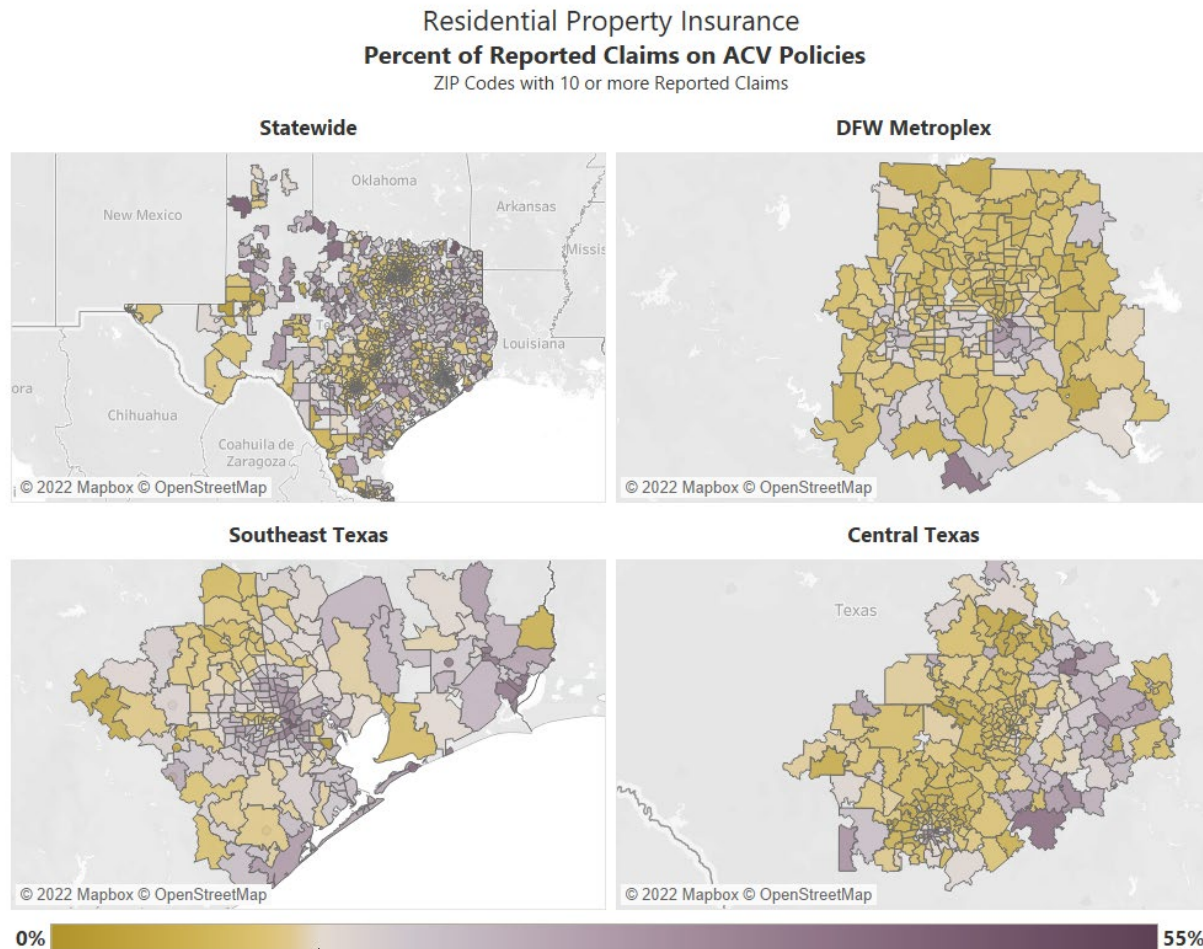 Residential Property Insurance
Percent of Reported Claims on ACV Policies
ZIP Codes with 10 or more Reported Claims
Statewide
DFW Metroplex
Oklahoma
New Mexico
Arkansas
Missis
Louisiana
ora
Chihuahua
Coahuila de
Zaragoza
© 2022 Mapbox © OpenStreetMap
© 2022 Mapbox © OpenStreetMap
Southeast Texas
Central Texas
Texas
© 2022 Mapbox © OpenStreetMap
© 2022 Mapbox © OpenStreetMap
0%
55%